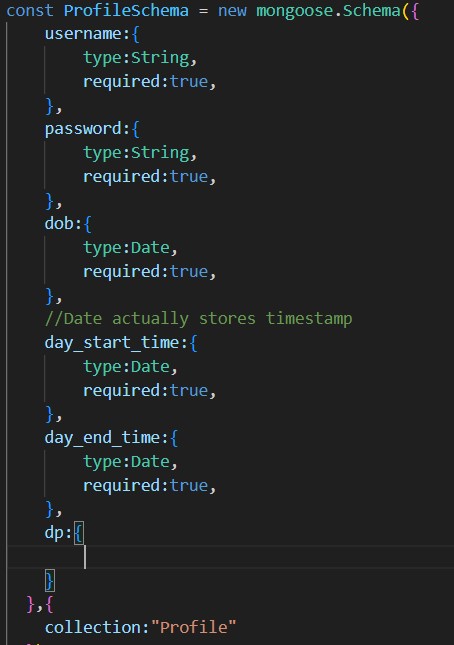 const ProfileSchema = new mongoose.Schema({
    username:{
        type:String,
        required:true,
    },
    password:{
        type:String,
        required:true,
    },
    dob:{
        type:Date,
        required:true,
    },
    //Date actually stores timestamp
    day_start_time:{
        type:Date,
        required:true,
    },
    day_end_time:{
        type:Date,
        required:true,
    },
    dp:{

    }
  },{
    collection:"Profile"